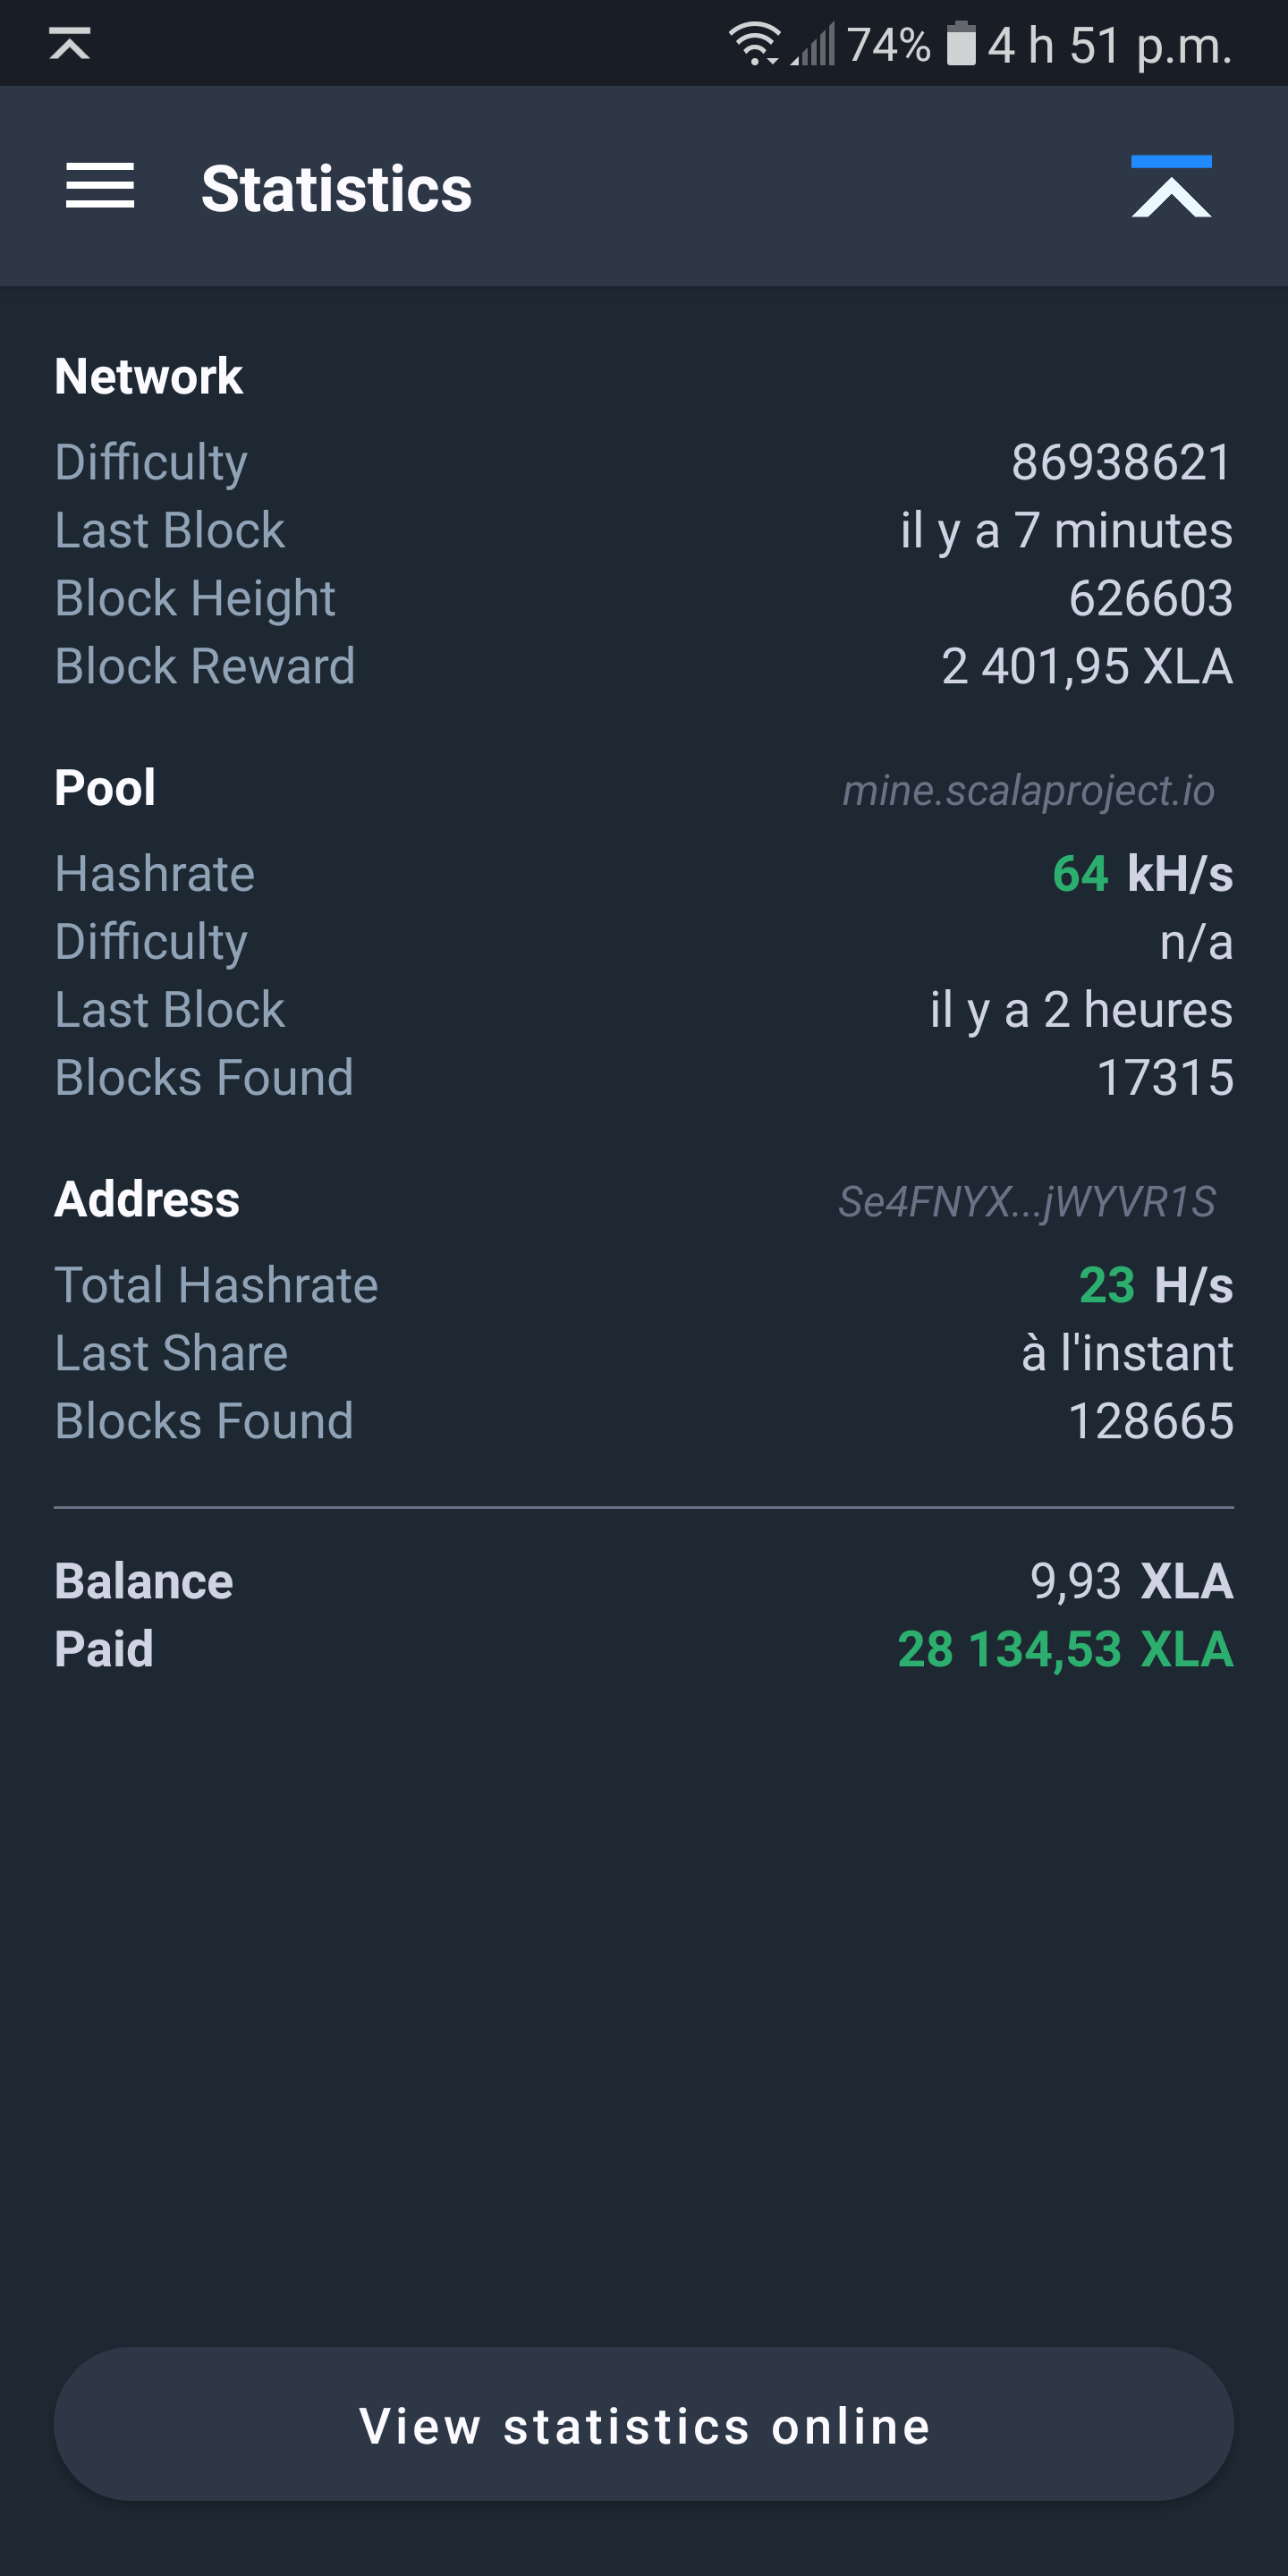 74% 4 h 51 p.m.
Statistics
Network
Difficulty 86938621
Last Block il y a 7 minutes
Block Height 626603
Block Reward 2 401,95 XLA
Pool mine.scalaproject.io
Hashrate 64 kH/s
Difficulty n/a
Last Block il y a 2 heures
Blocks Found 17315
Address Se4FNYX...jWYVR1S
Total Hashrate 23 H/s
Last Share à l'instant
Blocks Found 128665
Balance 9,93 XLA
Paid 28 134,53 XLA
View statistics online